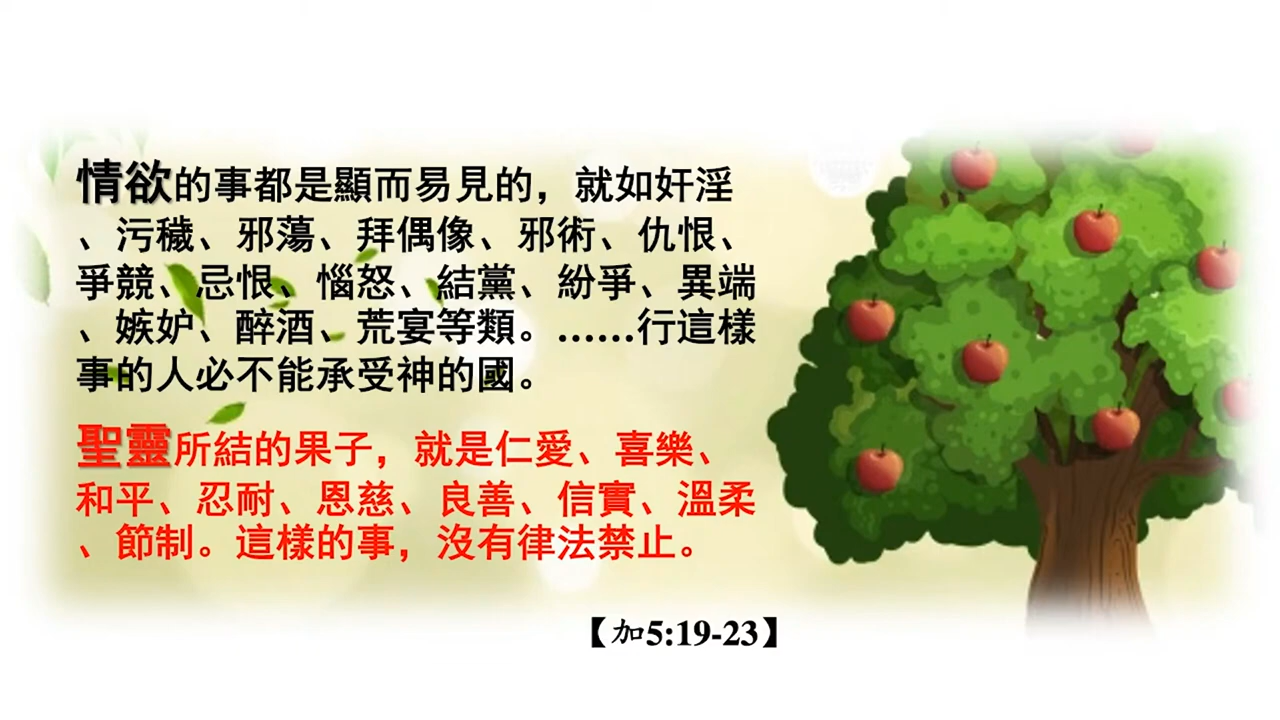 情欲的事都是顯而易見的，就如奸淫
、污穢、邪蕩、拜偶像、邪術、仇恨、
爭競、忌恨、惱怒、結黨、紛爭、異端
、嫉妒、醉酒、荒宴等類。……行這樣
事的人必不能承受神的國。
聖靈所結的果子，就是仁愛、喜樂、
和平、忍耐、恩慈、良善、信實、溫柔
、節制。這樣的事，沒有律法禁止。
【加5:19-23】